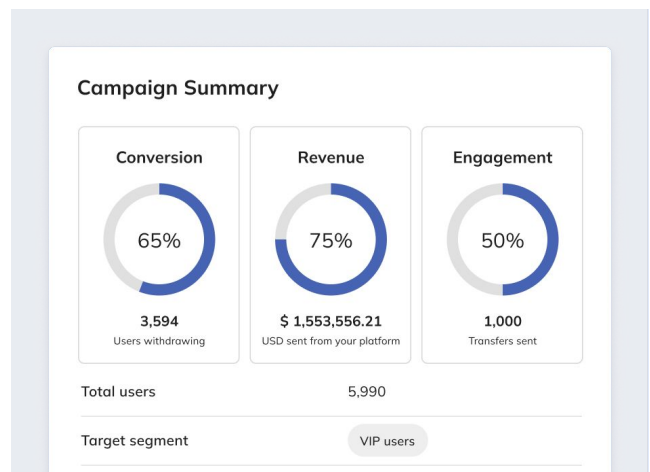 Campaign Summary
Conversion
65%
3,594
Users withdrawing
Revenue
75%
$ 1,553,556.21
USD sent from your platform
Engagement
50%
1,000
Transfers sent
Total users 5,990
Target segment VIP users